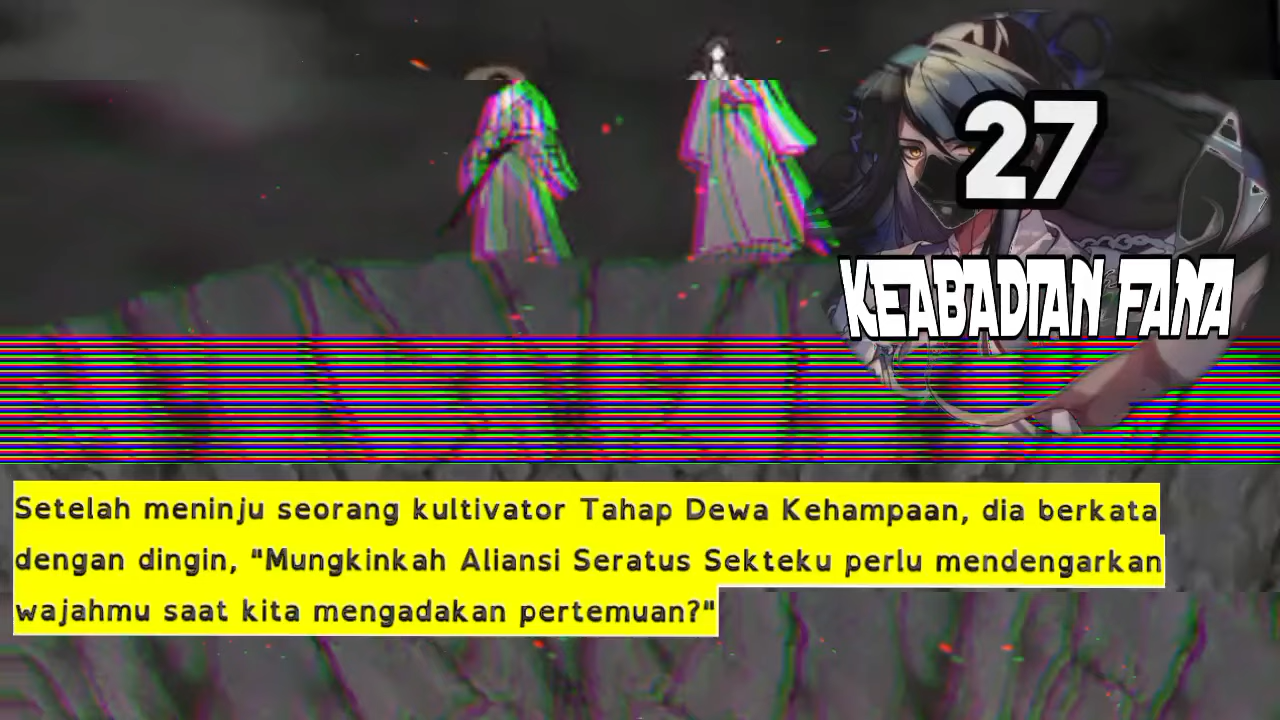 27
KEABADIAN FANA
Setelah meninju seorang kultivator Tahap Dewa Kehampaan, dia berkata
dengan dingin, "Mungkinkah Aliansi Seratus Sekteku perlu mendengarkan
wajahmu saat kita mengadakan pertemuan?"